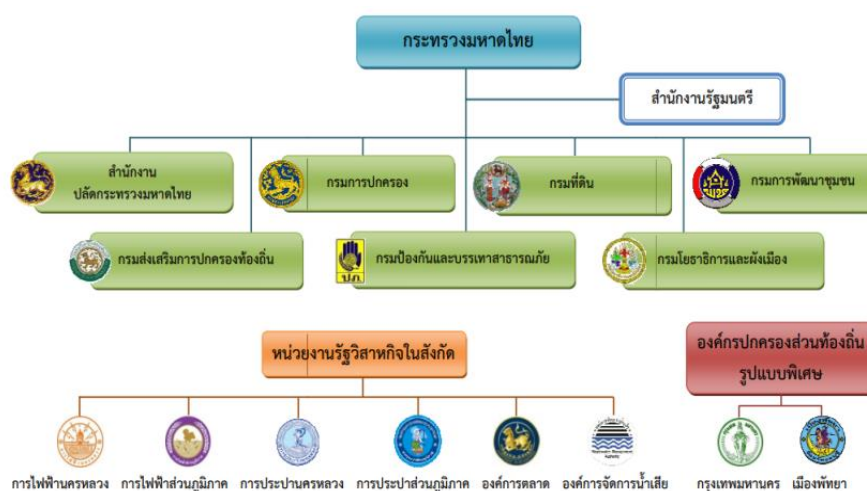 กระทรวงมหาดไทย
สำนักงานรัฐมนตรี
สำนักงาน
ปลัดกระทรวงมหาดไทย
กรมการปกครอง
กรมที่ดิน
กรมการพัฒนาชุมชน
กรมส่งเสริมการปกครองท้องถิ่น
ปภ
กรมป้องกันและบรรเทาสาธารณภัย
กรมโยธาธิการและผังเมือง
หน่วยงานรัฐวิสาหกิจในสังกัด
องค์กรปกครองส่วนท้องถิ่น
รูปแบบพิเศษ
การไฟฟ้านครหลวง
การไฟฟ้าส่วนภูมิภาค
การประปานครหลวง
การประปาส่วนภูมิภาค
องค์การตลาด
องค์การจัดการน้ำเสีย
กรุงเทพมหานคร
เมืองพัทยา